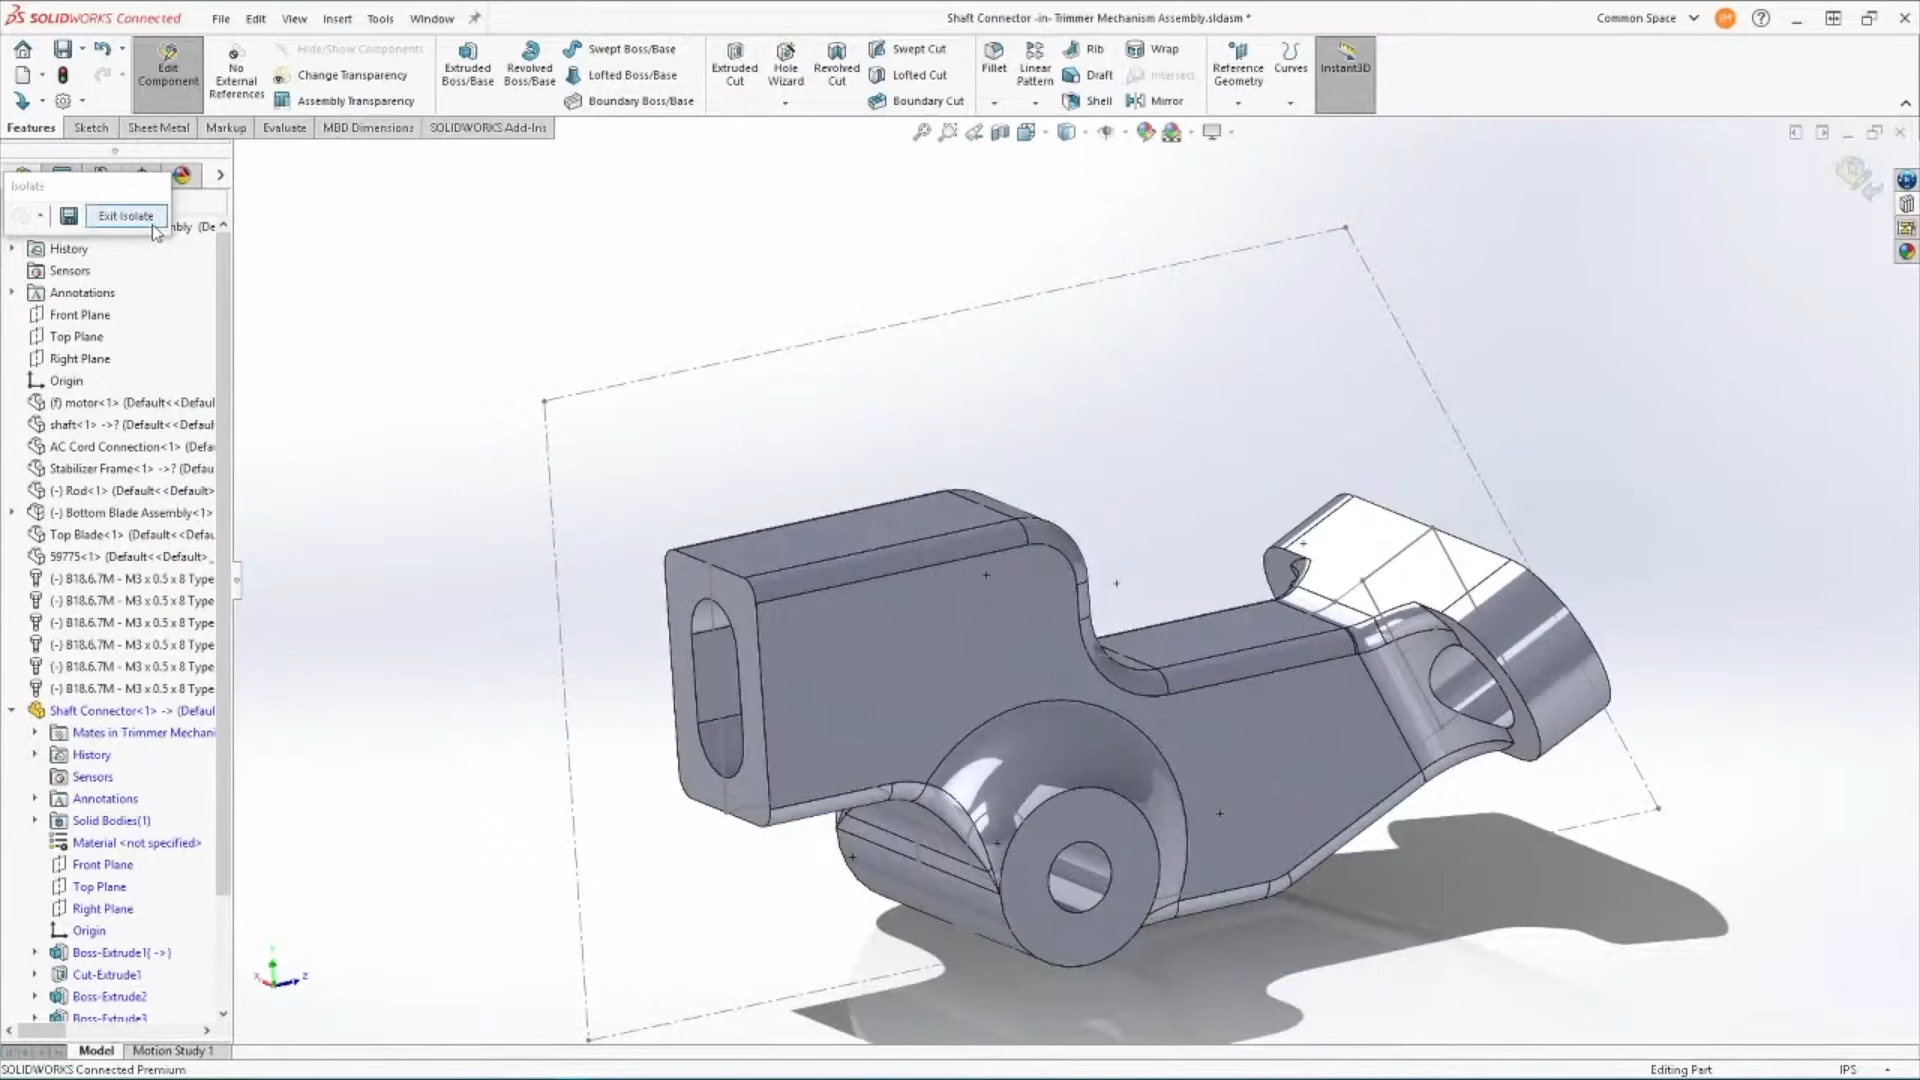 SOLIDWORKS Connected
File Edit View Insert Tools Window
Shaft Connector -in- Trimmer Mechanism Assembly.sldasm *
Common Space
JM
Edit Component
No External References
Hide/Show Components
Change Transparency
Assembly Transparency
Extruded Boss/Base
Revolved Boss/Base
Swept Boss/Base
Lofted Boss/Base
Boundary Boss/Base
Extruded Cut
Hole Wizard
Revolved Cut
Swept Cut
Lofted Cut
Boundary Cut
Fillet
Linear Pattern
Rib
Draft
Shell
Wrap
Intersect
Mirror
Reference Geometry
Curves
Instant3D
Features Sketch Sheet Metal Markup Evaluate MBD Dimensions SOLIDWORKS Add-Ins
Isolate
Exit Isolate
mbly (De
History
Sensors
Annotations
Front Plane
Top Plane
Right Plane
Origin
(f) motor<1> (Default<<Defaul
shaft<1> ->? (Default<<Defaul
AC Cord Connection<1> (Defa
Stabilizer Frame<1> ->? (Defau
(-) Rod<1> (Default<<Default>
(-) Bottom Blade Assembly<1>
Top Blade<1> (Default<<Defau
59775<1> (Default<<Default>_
(-) B18.6.7M - M3 x 0.5 x 8 Type
(-) B18.6.7M - M3 x 0.5 x 8 Type
(-) B18.6.7M - M3 x 0.5 x 8 Type
(-) B18.6.7M - M3 x 0.5 x 8 Type
(-) B18.6.7M - M3 x 0.5 x 8 Type
(-) B18.6.7M - M3 x 0.5 x 8 Type
Shaft Connector<1> -> (Defaul
Mates in Trimmer Mechani
History
Sensors
Annotations
Solid Bodies(1)
Material <not specified>
Front Plane
Top Plane
Right Plane
Origin
Boss-Extrude1{ ->}
Cut-Extrude1
Boss-Extrude2
Boss-Extrude3
Y
X
Z
Model Motion Study 1
SOLIDWORKS Connected Premium
Editing Part
IPS